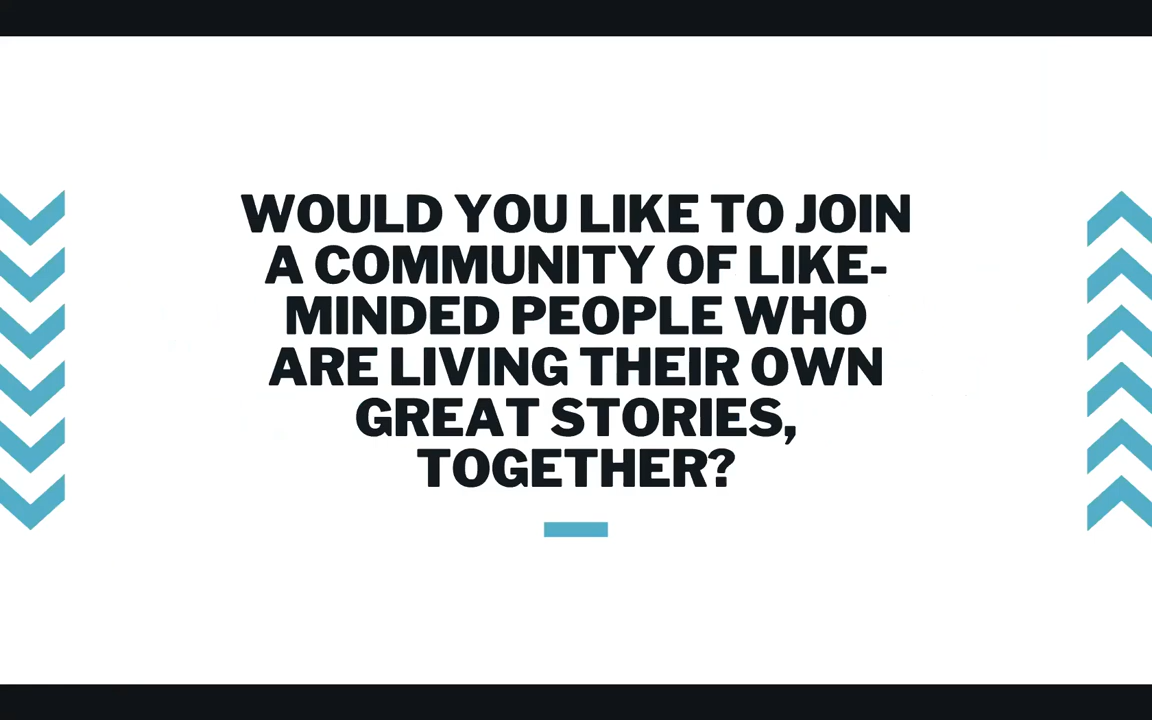 WOULD YOU LIKE TO JOIN
A COMMUNITY OF LIKE-
MINDED PEOPLE WHO
ARE LIVING THEIR OWN
GREAT STORIES,
TOGETHER?